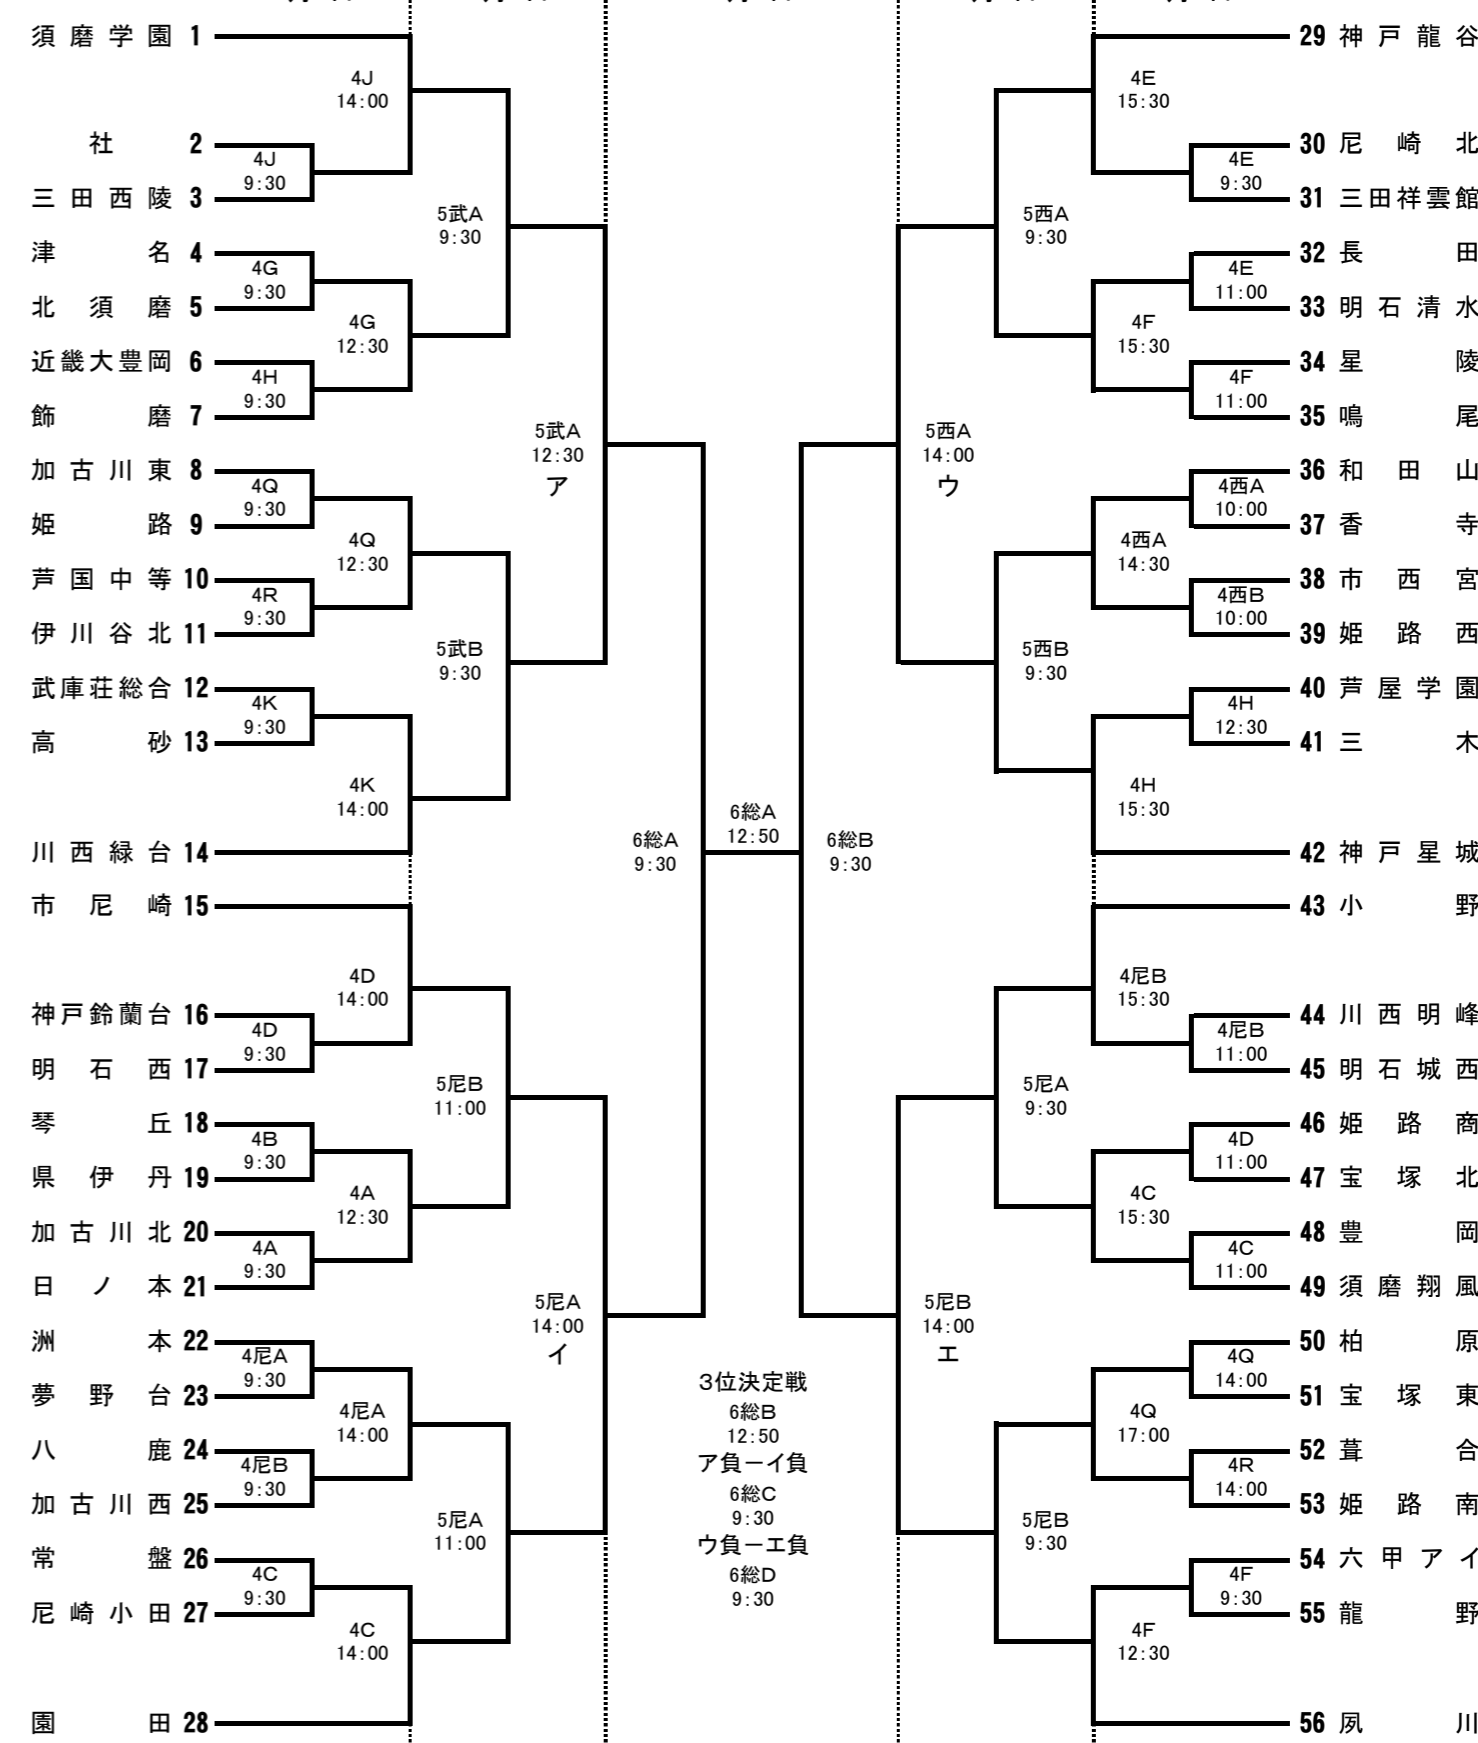 須磨学園 1
社 2
三田西陵 3
津名 4
北須磨 5
近畿大豊岡 6
飾磨 7
加古川東 8
姫路 9
芦国中等 10
伊川谷北 11
武庫荘総合 12
高砂 13
川西緑台 14
市尼崎 15
神戸鈴蘭台 16
明石西 17
琴丘 18
県伊丹 19
加古川北 20
日ノ本 21
洲本 22
夢野台 23
八鹿 24
加古川西 25
常盤 26
尼崎小田 27
園田 28
4J
9:30
4G
9:30
4H
9:30
4Q
9:30
4R
9:30
4K
9:30
4D
9:30
4B
9:30
4A
9:30
4尼A
9:30
4尼B
9:30
4C
9:30
4J
14:00
4G
12:30
4Q
12:30
4K
14:00
4D
14:00
4A
12:30
4尼A
14:00
4C
14:00
5武A
9:30
5武B
9:30
5尼B
11:00
5尼A
11:00
5武A
12:30
ア
5尼A
14:00
イ
6総A
9:30
6総A
12:50
6総B
9:30
3位決定戦
6総B
12:50
ア負－イ負
6総C
9:30
ウ負－エ負
6総D
9:30
5西A
14:00
ウ
5尼B
14:00
エ
5西A
9:30
5西B
9:30
5尼A
9:30
5尼B
9:30
4E
15:30
4F
15:30
4西A
14:30
4H
15:30
4尼B
15:30
4C
15:30
4Q
17:00
4F
12:30
4E
9:30
4E
11:00
4F
11:00
4西A
10:00
4西B
10:00
4H
12:30
4尼B
11:00
4D
11:00
4C
11:00
4Q
14:00
4R
14:00
4F
9:30
29 神戸龍谷
30 尼崎北
31 三田祥雲館
32 長田
33 明石清水
34 星陵
35 鳴尾
36 和田山
37 香寺
38 市西宮
39 姫路西
40 芦屋学園
41 三木
42 神戸星城
43 小野
44 川西明峰
45 明石城西
46 姫路商
47 宝塚北
48 豊岡
49 須磨翔風
50 柏原
51 宝塚東
52 葺合
53 姫路南
54 六甲アイ
55 龍野
56 夙川